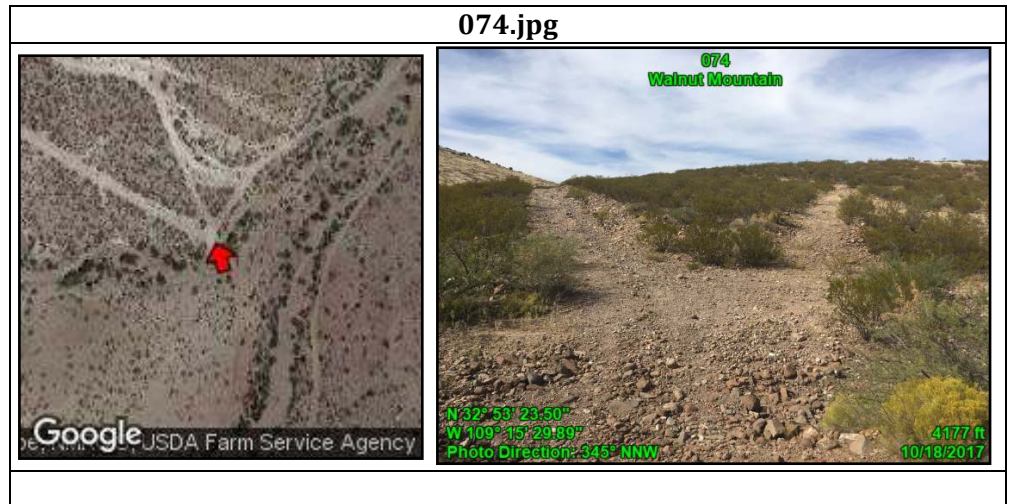 074.jpg
074
Walnut Mountain
N 32° 53' 23.50"
W 109° 15' 29.89"
Photo Direction: 345° NNW
4177 ft
10/18/2017
Google
USDA Farm Service Agency